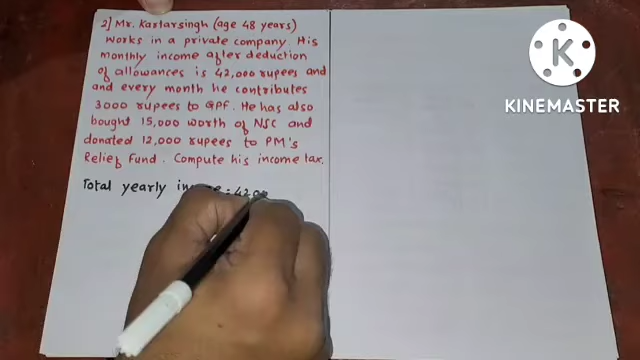 2] Mr. Kartarsingh (age 48 years)
works in a private company. His
monthly income after deduction
of allowances is 42,000 rupees and
and every month he contributes
3000 rupees to GPF. He has also
bought 15,000 worth of NSC and
donated 12,000 rupees to PM's
Relief Fund. Compute his income tax.
Total yearly
K
KINEMASTER